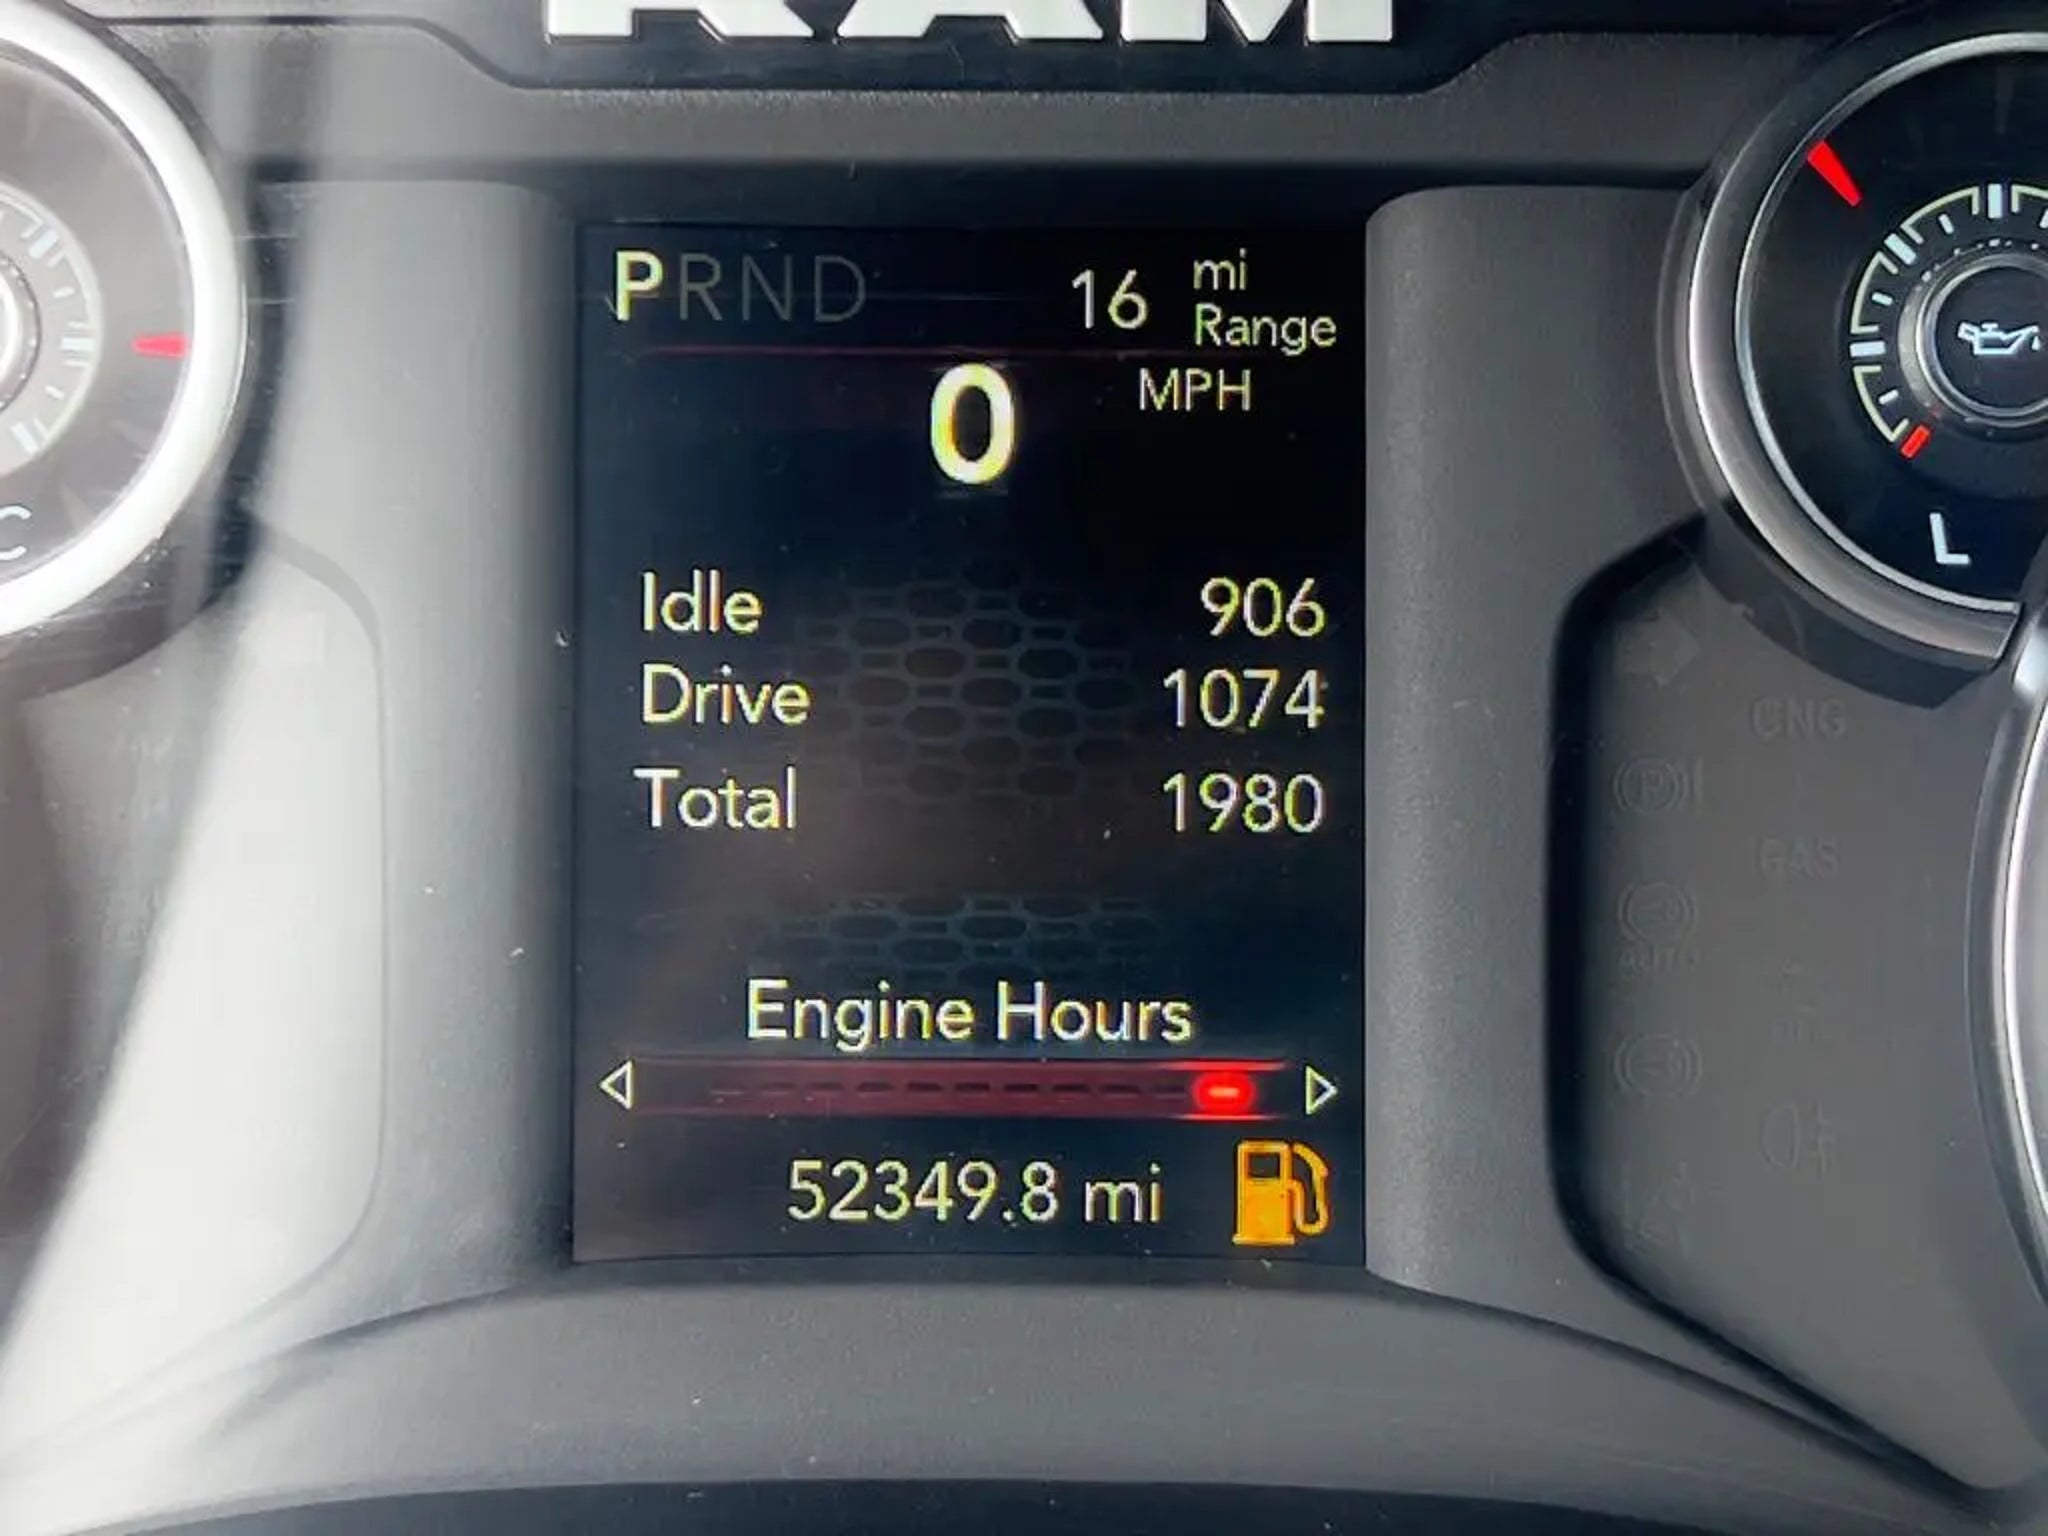 RAM
PRND 16 mi
Range
0 MPH
Idle 906
Drive 1074
Total 1980
Engine Hours
52349.8 mi
C
L
CNG
GAS